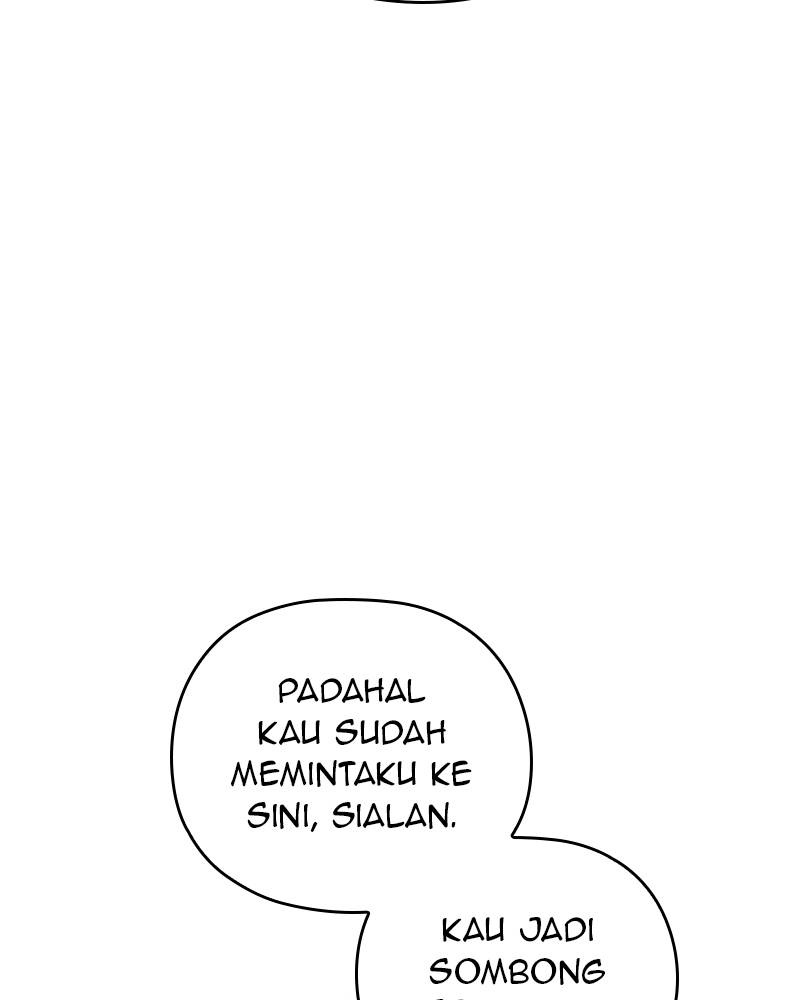 PADAHAL
KAU SUDAH
MEMINTAKU KE
SINI, SIALAN.
KAU JADI
SOMBONG